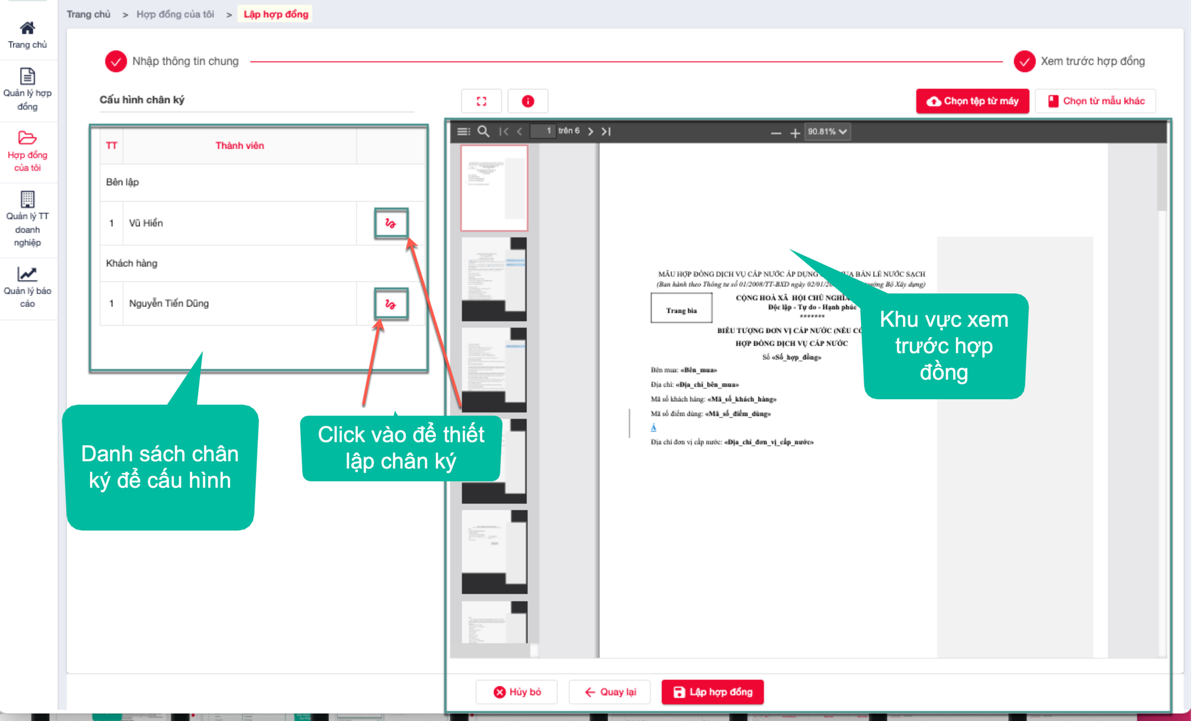 Trang chủ > Hợp đồng của tôi > Lập hợp đồng
Trang chủ
Quản lý hợp
đồng
Hợp đồng
của tôi
Quản lý TT
doanh
nghiệp
Quản lý báo
cáo
Nhập thông tin chung
Xem trước hợp đồng
Cấu hình chân ký
Chọn tệp từ máy
Chọn từ mẫu khác
TT Thành viên
Bên lập
1 Vũ Hiền
Khách hàng
1 Nguyễn Tiến Dũng
Danh sách chân
ký để cấu hình
Click vào để thiết
lập chân ký
1 trên 6
90.81%
MẪU HỢP ĐỒNG DỊCH VỤ CẤP NƯỚC ÁP DỤNG CHO MUA BÁN LẺ NƯỚC SẠCH
(Ban hành theo Thông tư số 01/2008/TT-BXD ngày 02/01/20 trưởng Bộ Xây dựng)
Trang bìa
CỘNG HOÀ XÃ HỘI CHỦ NGHĨA
Độc lập - Tự do - Hạnh phúc
*******
BIỂU TƯỢNG ĐƠN VỊ CẤP NƯỚC (NẾU CÓ
HỢP ĐỒNG DỊCH VỤ CẤP NƯỚC
Số «Số_hợp_đồng»
Bên mua: «Bên_mua»
Địa chỉ: «Địa_chỉ_bên_mua»
Mã số khách hàng: «Mã_số_khách_hàng»
Mã số điểm dùng: «Mã_số_điểm_dùng»
Á
Địa chỉ đơn vị cấp nước: «Địa_chỉ_đơn_vị_cấp_nước»
Khu vực xem
trước hợp
đồng
Hủy bỏ
Quay lại
Lập hợp đồng